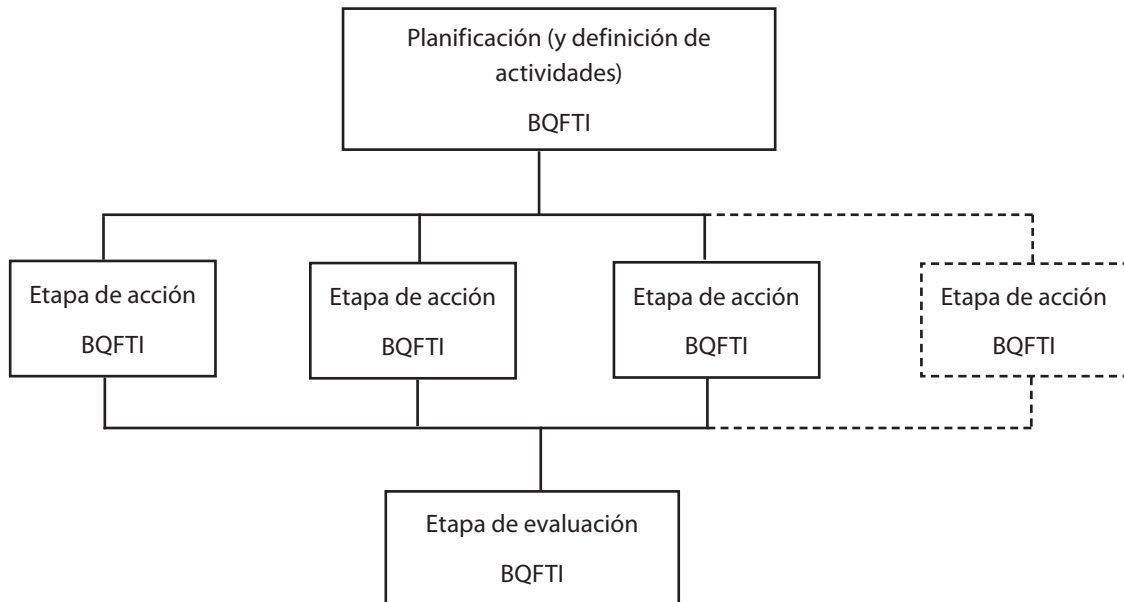 Planificación (y definición de
actividades)
BQFTI
Etapa de acción
BQFTI
Etapa de acción
BQFTI
Etapa de acción
BQFTI
Etapa de acción
BQFTI
Etapa de evaluación
BQFTI